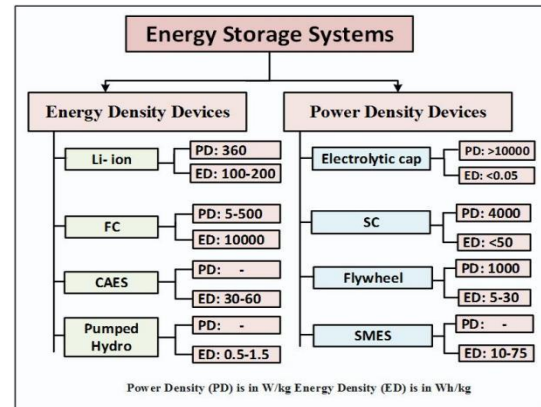 Energy Storage Systems
Energy Density Devices
Li- ion
PD: 360
ED: 100-200
FC
PD: 5-500
ED: 10000
CAES
PD: -
ED: 30-60
Pumped
Hydro
PD: -
ED: 0.5-1.5
Power Density Devices
Electrolytic cap
PD: >10000
ED: <0.05
SC
PD: 4000
ED: <50
Flywheel
PD: 1000
ED: 5-30
SMES
PD: -
ED: 10-75
Power Density (PD) is in W/kg Energy Density (ED) is in Wh/kg